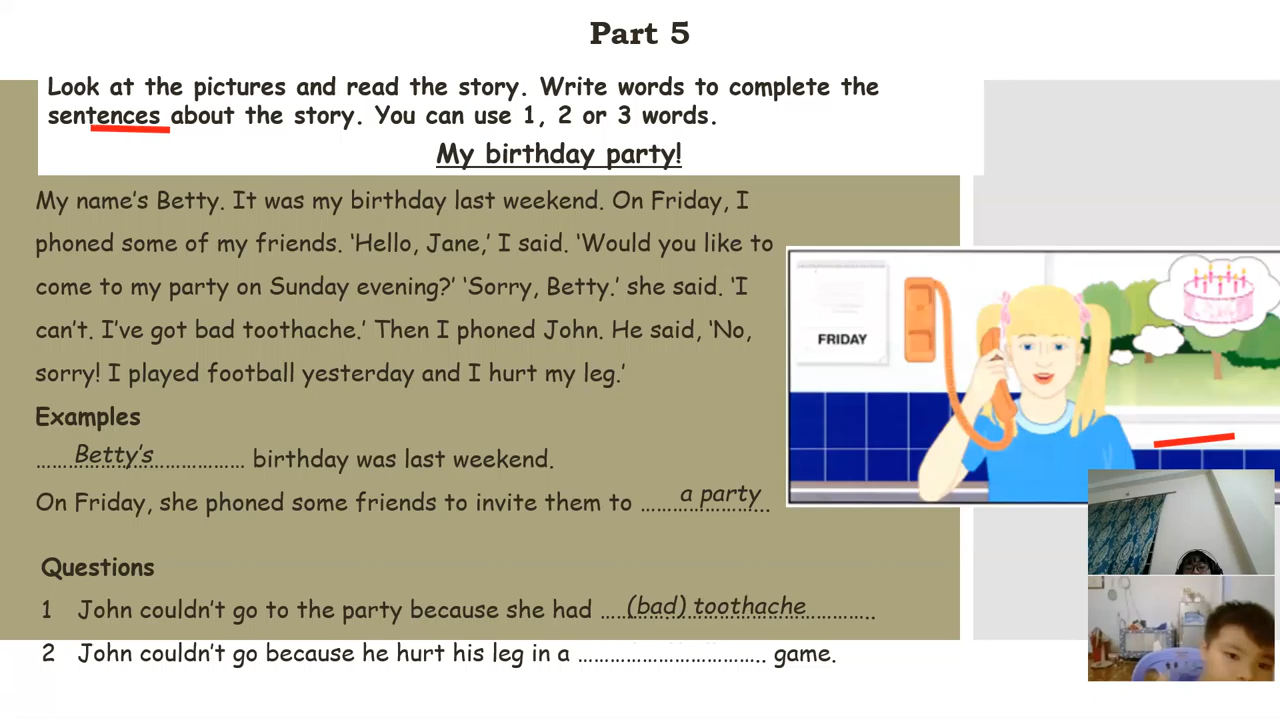 Part 5
Look at the pictures and read the story. Write words to complete the
sentences about the story. You can use 1, 2 or 3 words.
My birthday party!
My name's Betty. It was my birthday last weekend. On Friday, I
phoned some of my friends. 'Hello, Jane,' I said. 'Would you like to
come to my party on Sunday evening?' 'Sorry, Betty.' she said. 'I
can't. I've got bad toothache.' Then I phoned John. He said, 'No,
sorry! I played football yesterday and I hurt my leg.'
FRIDAY
Examples
Betty's birthday was last weekend.
On Friday, she phoned some friends to invite them to a party
Questions
1 John couldn't go to the party because she had (bad) toothache
2 John couldn't go because he hurt his leg in a ……………………………….. game.